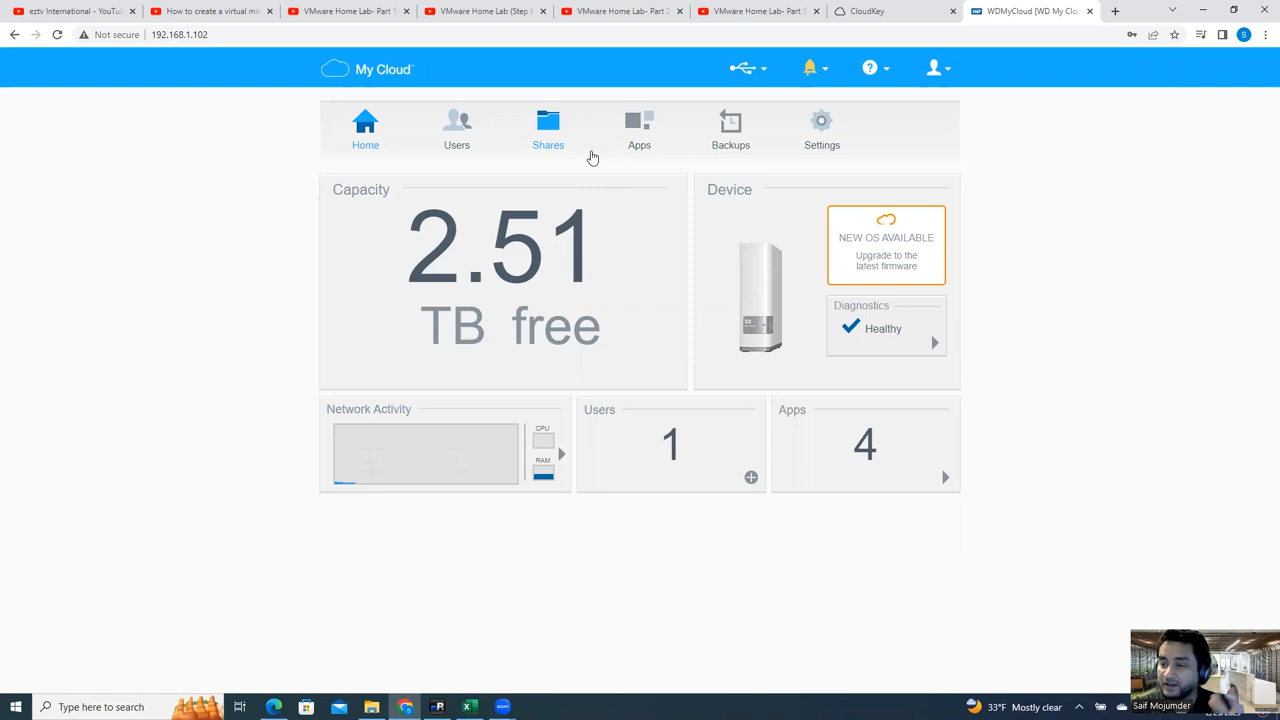 eztv International - YouTu
How to create a virtual ma
VMware Home Lab- Part 1
VMware Home Lab (Step b
VMware Home Lab- Part 2
VMware Home Lab- Part 3
CloudKey
WDMyCloud [WD My Clou
Not secure | 192.168.1.102
S
My Cloud
Home
Users
Shares
Apps
Backups
Settings
Capacity
2.51
TB free
Device
NEW OS AVAILABLE
Upgrade to the
latest firmware
Diagnostics
Healthy
Network Activity
CPU
RAM
Users
1
Apps
4
Type here to search
33°F Mostly clear
Saif Mojumder